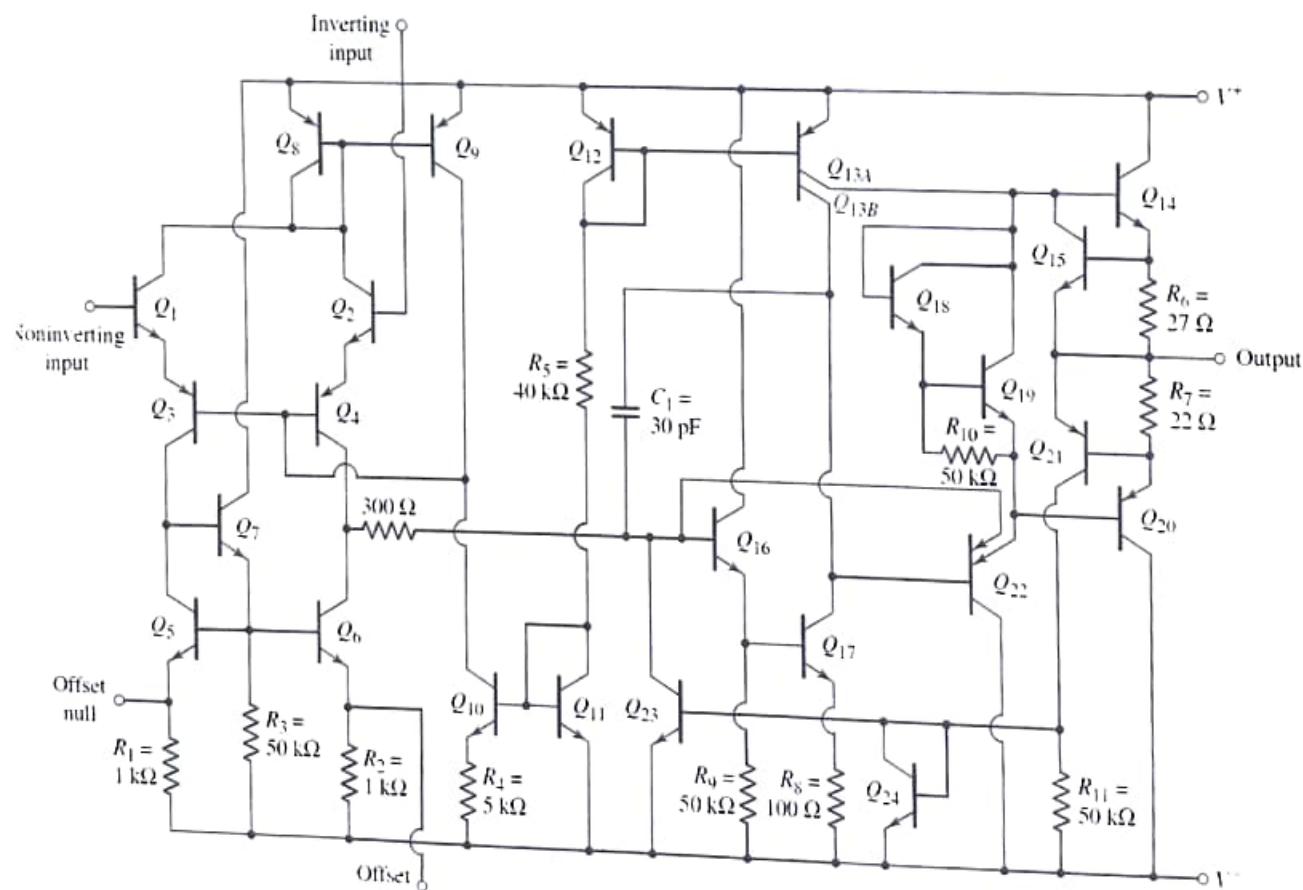 Inverting
input
V+
Q8
Q9
Q12
Q13A
Q13B
Q14
Q15
Q18
Q1
Q2
Noninverting
input
R5 =
40 kΩ
C1 =
30 pF
R6 =
27 Ω
Output
Q3
Q4
Q19
R7 =
22 Ω
R10 =
50 kΩ
Q21
Q7
300 Ω
Q16
Q20
Q22
Q5
Q6
Q17
Offset
null
Q10
Q11
Q23
R1 =
1 kΩ
R3 =
50 kΩ
R2 =
1 kΩ
R4 =
5 kΩ
R9 =
50 kΩ
R8 =
100 Ω
Q24
R11 =
50 kΩ
Offset